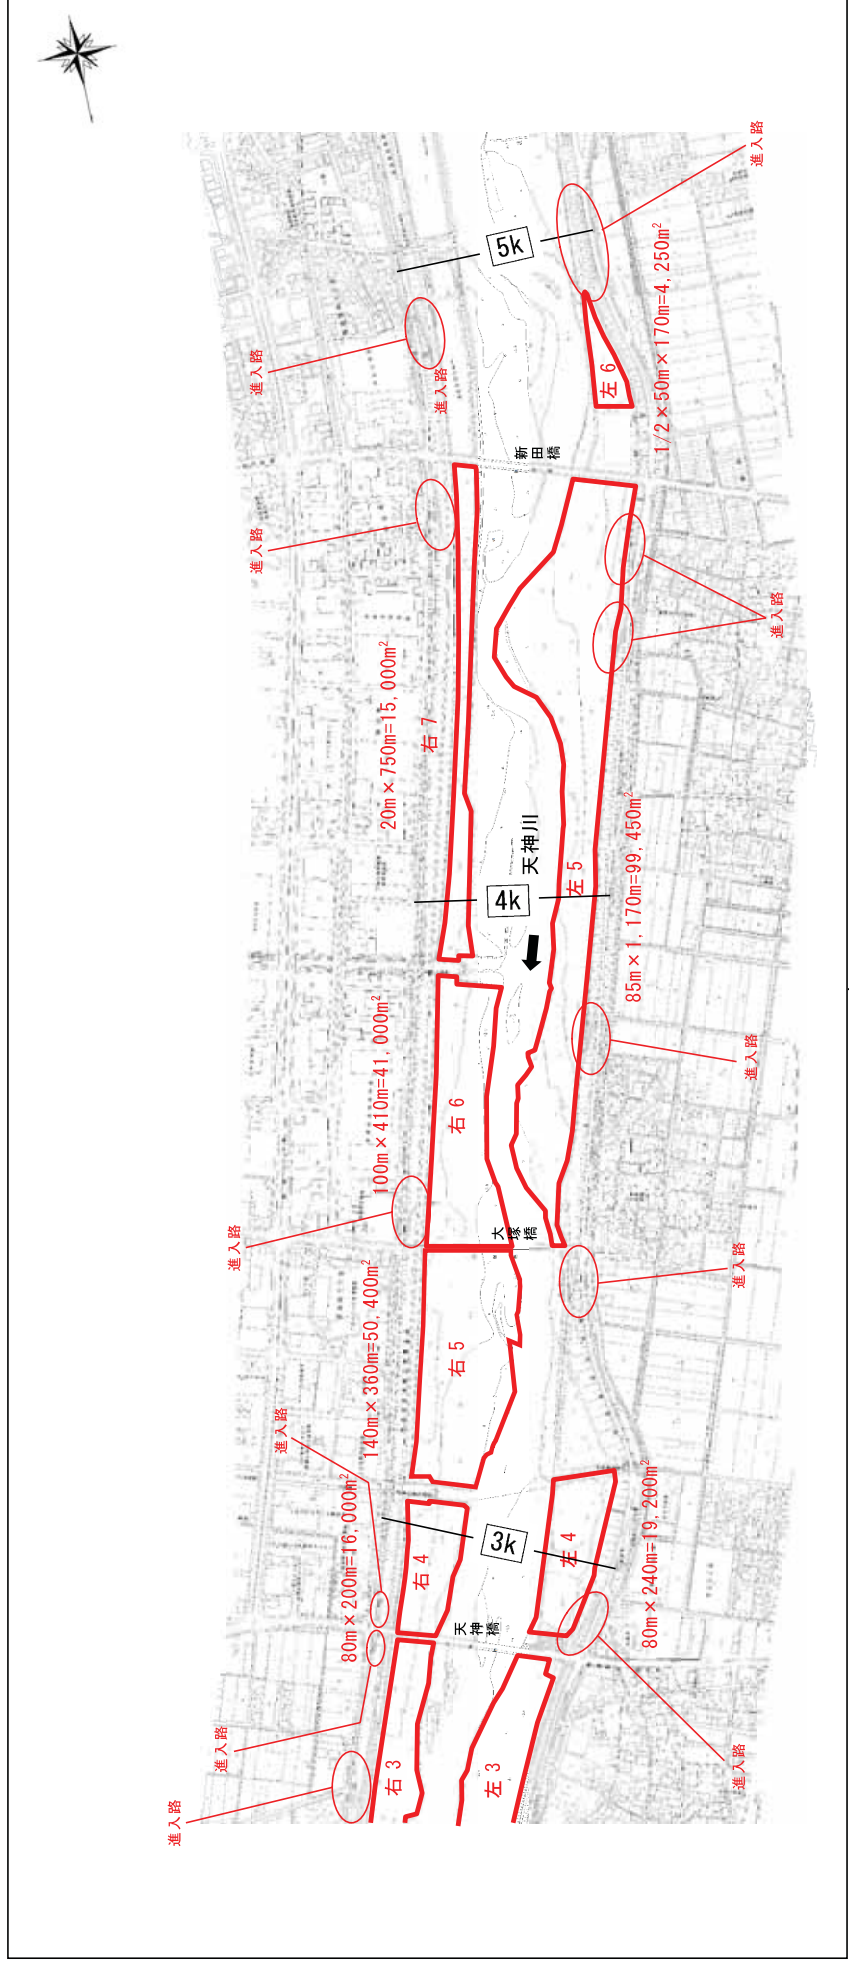 進入路
5k
進入路
1/2×50m×170m=4,250m²
進入路
左6
新田橋
進入路
進入路
20m×750m=15,000m²
右7
天神川
左5
4k
85m×1,170m=99,450m²
100m×410m=41,000m²
進入路
右6
進入路
大塚橋
進入路
140m×360m=50,400m²
右5
進入路
80m×200m=16,000m²
右4
3k
左4
80m×240m=19,200m²
天神橋
進入路
右3
左3
進入路
進入路